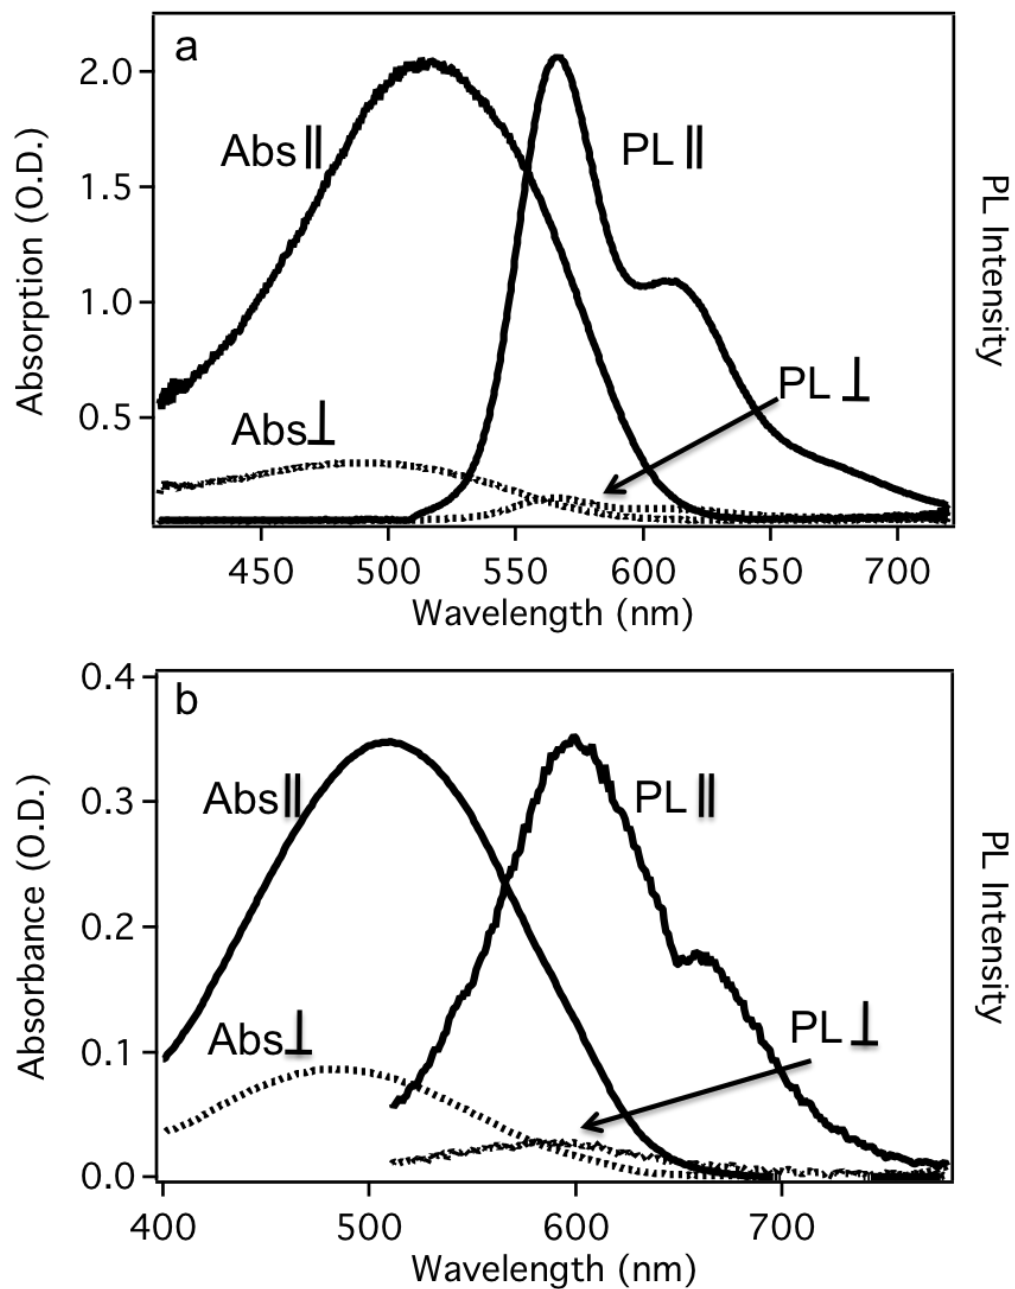 a
2.0
1.5
1.0
0.5
Absorption (O.D.)
PL Intensity
Abs ||
PL ||
Abs⊥
PL ⊥
450 500 550 600 650 700
Wavelength (nm)
b
0.4
0.3
0.2
0.1
0.0
Absorbance (O.D.)
PL Intensity
Abs||
PL ||
Abs⊥
PL ⊥
400 500 600 700
Wavelength (nm)